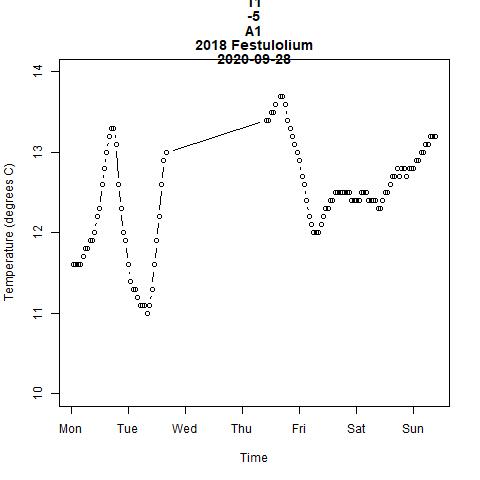 T1
-5
A1
2018 Festulolium
2020-09-28
Temperature (degrees C)
14
13
12
11
10
Mon Tue Wed Thu Fri Sat Sun
Time